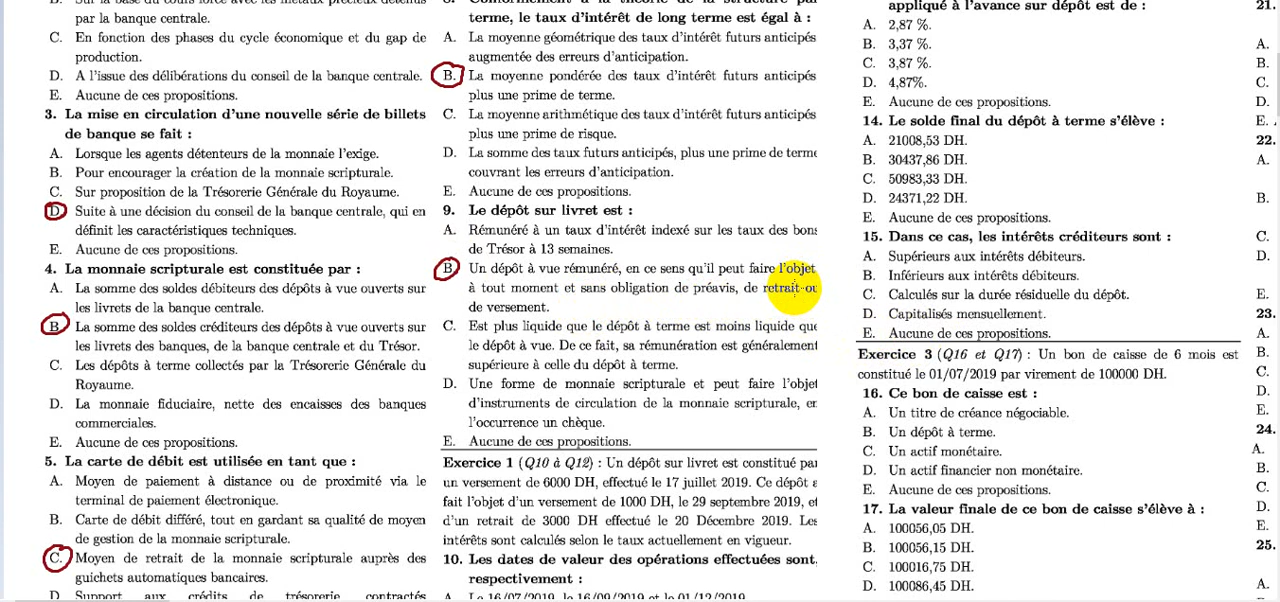 par la banque centrale.
C. En fonction des phases du cycle économique et du gap de
production.
D. A l'issue des délibérations du conseil de la banque centrale.
E. Aucune de ces propositions.
3. La mise en circulation d'une nouvelle série de billets
de banque se fait :
A. Lorsque les agents détenteurs de la monnaie l'exige.
B. Pour encourager la création de la monnaie scripturale.
C. Sur proposition de la Trésorerie Générale du Royaume.
D. Suite à une décision du conseil de la banque centrale, qui en
définit les caractéristiques techniques.
E. Aucune de ces propositions.
4. La monnaie scripturale est constituée par :
A. La somme des soldes débiteurs des dépôts à vue ouverts sur
les livrets de la banque centrale.
B. La somme des soldes créditeurs des dépôts à vue ouverts sur
les livrets des banques, de la banque centrale et du Trésor.
C. Les dépôts à terme collectés par la Trésorerie Générale du
Royaume.
D. La monnaie fiduciaire, nette des encaisses des banques
commerciales.
E. Aucune de ces propositions.
5. La carte de débit est utilisée en tant que :
A. Moyen de paiement à distance ou de proximité via le
terminal de paiement électronique.
B. Carte de débit différé, tout en gardant sa qualité de moyen
de gestion de la monnaie scripturale.
C. Moyen de retrait de la monnaie scripturale auprès des
guichets automatiques bancaires.
D Support aux crédits de trésorerie contractés
terme, le taux d'intérêt de long terme est égal à :
A. La moyenne géométrique des taux d'intérêt futurs anticipés
augmentée des erreurs d'anticipation.
B. La moyenne pondérée des taux d'intérêt futurs anticipés
plus une prime de terme.
C. La moyenne arithmétique des taux d'intérêt futurs anticipés
plus une prime de risque.
D. La somme des taux futurs anticipés, plus une prime de terme
couvrant les erreurs d'anticipation.
E. Aucune de ces propositions.
9. Le dépôt sur livret est :
A. Rémunéré à un taux d'intérêt indexé sur les taux des bons
de Trésor à 13 semaines.
B. Un dépôt à vue rémunéré, en ce sens qu'il peut faire l'objet
à tout moment et sans obligation de préavis, de retrait ou
de versement.
C. Est plus liquide que le dépôt à terme est moins liquide que
le dépôt à vue. De ce fait, sa rémunération est généralement
supérieure à celle du dépôt à terme.
D. Une forme de monnaie scripturale et peut faire l'objet
d'instruments de circulation de la monnaie scripturale, en
l'occurrence un chèque.
E. Aucune de ces propositions.
Exercice 1 (Q10 à Q12) : Un dépôt sur livret est constitué par
un versement de 6000 DH, effectué le 17 juillet 2019. Ce dépôt a
fait l'objet d'un versement de 1000 DH, le 29 septembre 2019, et
d'un retrait de 3000 DH effectué le 20 Décembre 2019. Les
intérêts sont calculés selon le taux actuellement en vigueur.
10. Les dates de valeur des opérations effectuées sont,
respectivement :
A Le 16/07/2019 le 16/09/2019 et le 01/12/2019
appliqué à l'avance sur dépôt est de :
A. 2,87 %.
B. 3,37 %.
C. 3,87 %.
D. 4,87%.
E. Aucune de ces propositions.
14. Le solde final du dépôt à terme s'élève :
A. 21008,53 DH.
B. 30437,86 DH.
C. 50983,33 DH.
D. 24371,22 DH.
E. Aucune de ces propositions.
15. Dans ce cas, les intérêts créditeurs sont :
A. Supérieurs aux intérêts débiteurs.
B. Inférieurs aux intérêts débiteurs.
C. Calculés sur la durée résiduelle du dépôt.
D. Capitalisés mensuellement.
E. Aucune de ces propositions.
Exercice 3 (Q16 et Q17) : Un bon de caisse de 6 mois est
constitué le 01/07/2019 par virement de 100000 DH.
16. Ce bon de caisse est :
A. Un titre de créance négociable.
B. Un dépôt à terme.
C. Un actif monétaire.
D. Un actif financier non monétaire.
E. Aucune de ces propositions.
17. La valeur finale de ce bon de caisse s'élève à :
A. 100056,05 DH.
B. 100056,15 DH.
C. 100016,75 DH.
D. 100086,45 DH.
21.
A.
B.
C.
D.
E.
22.
A.
B.
C.
D.
E.
23.
A.
B.
C.
D.
E.
24.
A.
B.
C.
D.
E.
25.
A.